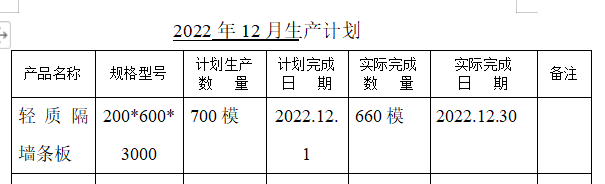 2022 年 12 月生产计划
产品名称 规格型号 计划生产数 量 计划完成日 期 实际完成数 量 实际完成日 期 备注
轻 质 隔 200*600* 700 模 2022.12. 660 模 2022.12.30
墙条板 3000 1